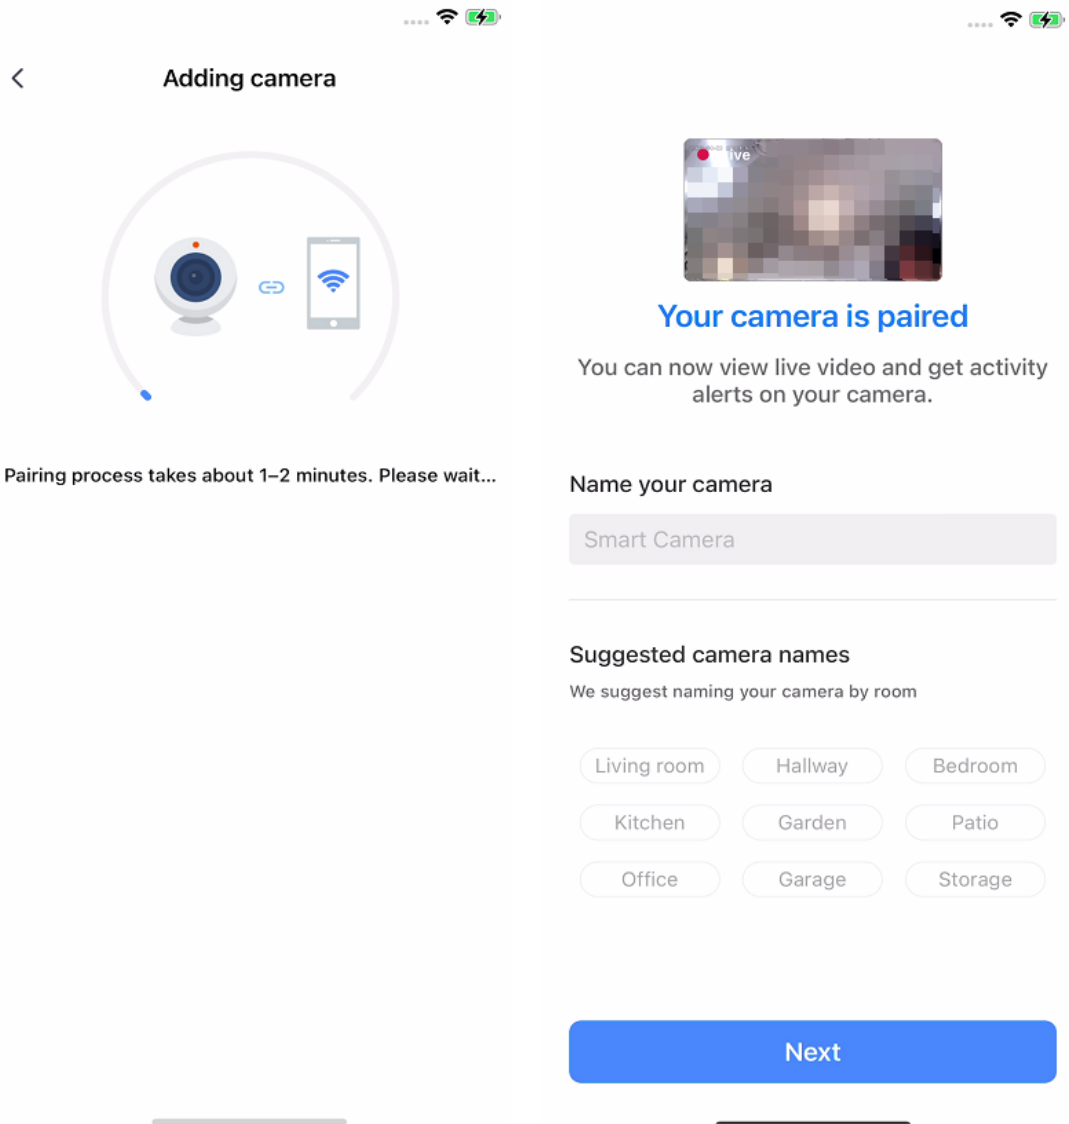 Adding camera
Pairing process takes about 1–2 minutes. Please wait...
Your camera is paired
You can now view live video and get activity
alerts on your camera.
Name your camera
Smart Camera
Suggested camera names
We suggest naming your camera by room
Living room
Hallway
Bedroom
Kitchen
Garden
Patio
Office
Garage
Storage
Next